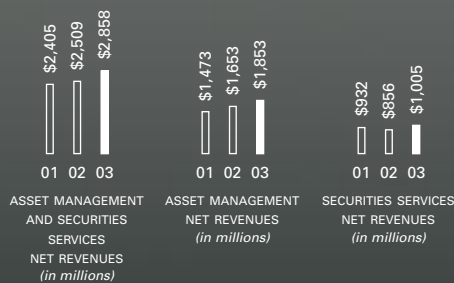 $2,405 $2,509 $2,858
01 02 03
ASSET MANAGEMENT
AND SECURITIES
SERVICES
NET REVENUES
(in millions)
$1,473 $1,653 $1,853
01 02 03
ASSET MANAGEMENT
NET REVENUES
(in millions)
$932 $856 $1,005
01 02 03
SECURITIES SERVICES
NET REVENUES
(in millions)